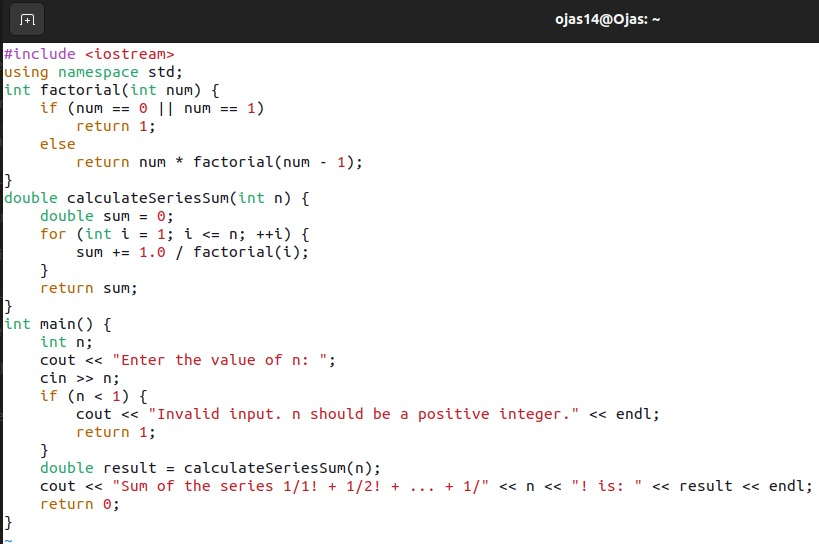 ojas14@Ojas: ~
#include <iostream>
using namespace std;
int factorial(int num) {
    if (num == 0 || num == 1)
        return 1;
    else
        return num * factorial(num - 1);
}
double calculateSeriesSum(int n) {
    double sum = 0;
    for (int i = 1; i <= n; ++i) {
        sum += 1.0 / factorial(i);
    }
    return sum;
}
int main() {
    int n;
    cout << "Enter the value of n: ";
    cin >> n;
    if (n < 1) {
        cout << "Invalid input. n should be a positive integer." << endl;
        return 1;
    }
    double result = calculateSeriesSum(n);
    cout << "Sum of the series 1/1! + 1/2! + ... + 1/" << n << "! is: " << result << endl;
    return 0;
}
~